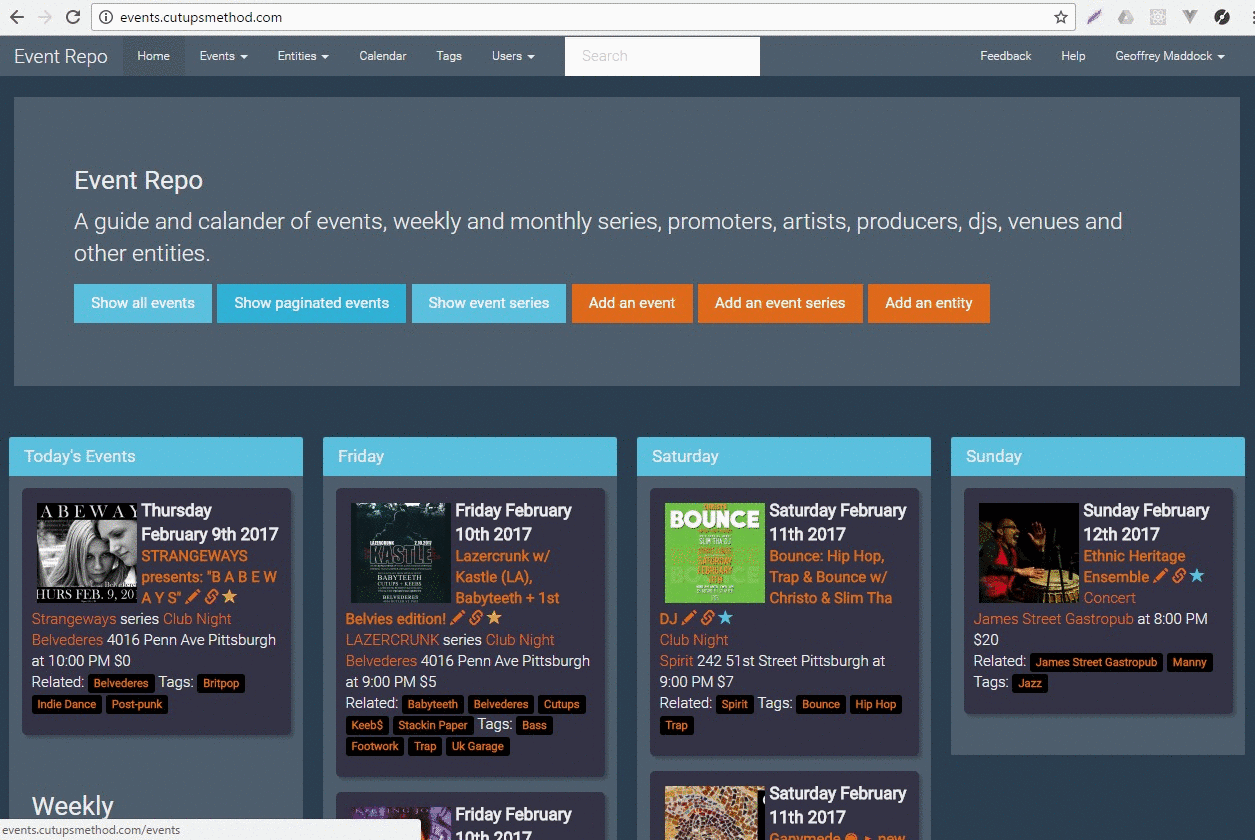 events.cutupsmethod.com
Event Repo Home Events Entities Calendar Tags Users Search Feedback Help Geoffrey Maddock
Event Repo
A guide and calander of events, weekly and monthly series, promoters, artists, producers, djs, venues and
other entities.
Show all events Show paginated events Show event series Add an event Add an event series Add an entity
Today's Events
ABEWAY
HURS FEB. 9, 20
Thursday
February 9th 2017
STRANGEWAYS
presents: "B A B E W
A Y S"
Strangeways series Club Night
Belvederes 4016 Penn Ave Pittsburgh
at 10:00 PM $0
Related: Belvederes Tags: Britpop
Indie Dance Post-punk
Weekly
Friday
KASTLE
BABYTEETH
CUTUPS + KEEBS
BELVEDERES
Friday February
10th 2017
Lazercrunk w/
Kastle (LA),
Babyteeth + 1st
Belvies edition!
LAZERCRUNK series Club Night
Belvederes 4016 Penn Ave Pittsburgh
at 9:00 PM $5
Related: Babyteeth Belvederes Cutups
Keeb$ Stackin Paper Tags: Bass
Footwork Trap Uk Garage
Friday February
10th 2017
Saturday
BOUNCE
SLIM THA DJ
Saturday February
11th 2017
Bounce: Hip Hop,
Trap & Bounce w/
Christo & Slim Tha
DJ
Club Night
Spirit 242 51st Street Pittsburgh at
9:00 PM $7
Related: Spirit Tags: Bounce Hip Hop
Trap
Saturday February
11th 2017
Ganymede ◉ ► new
Sunday
Sunday February
12th 2017
Ethnic Heritage
Ensemble
Concert
James Street Gastropub at 8:00 PM
$20
Related: James Street Gastropub Manny
Tags: Jazz
events.cutupsmethod.com/events